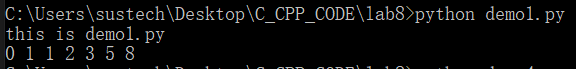 C:\Users\sustech\Desktop\C_CPP_CODE\lab8>python demo1.py
this is demo1.py
0 1 1 2 3 5 8